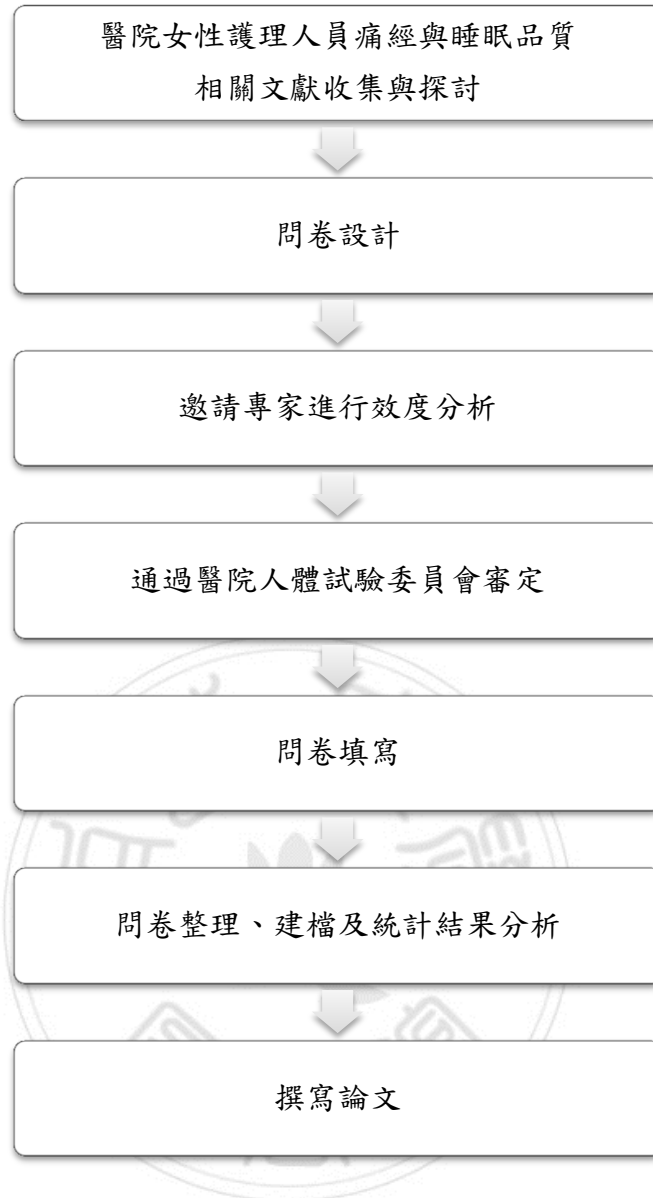 醫院女性護理人員痛經與睡眠品質
相關文獻收集與探討
問卷設計
邀請專家進行效度分析
通過醫院人體試驗委員會審定
問卷填寫
問卷整理、建檔及統計結果分析
撰寫論文